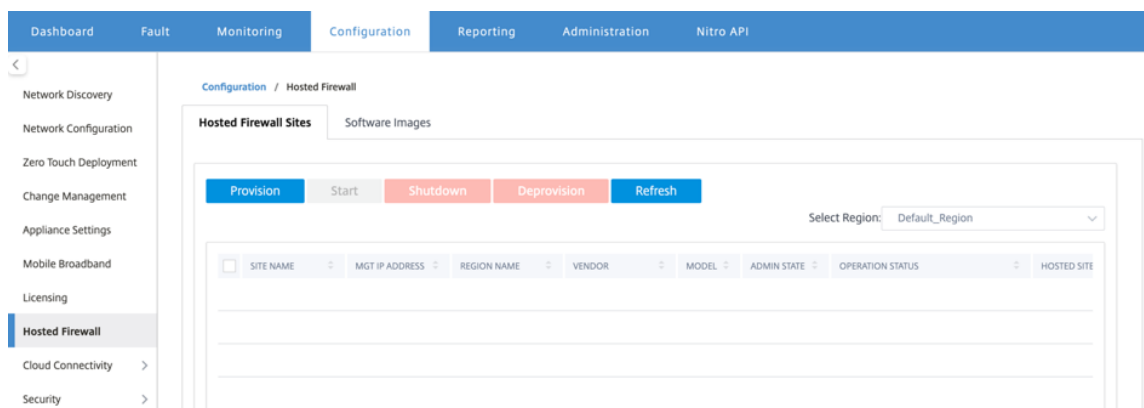 Dashboard Fault Monitoring Configuration Reporting Administration Nitro API
Network Discovery
Network Configuration
Zero Touch Deployment
Change Management
Appliance Settings
Mobile Broadband
Licensing
Hosted Firewall
Cloud Connectivity
Security
Configuration / Hosted Firewall
Hosted Firewall Sites Software Images
Provision Start Shutdown Deprovision Refresh
Select Region: Default_Region
SITE NAME MGT IP ADDRESS REGION NAME VENDOR MODEL ADMIN STATE OPERATION STATUS HOSTED SITE